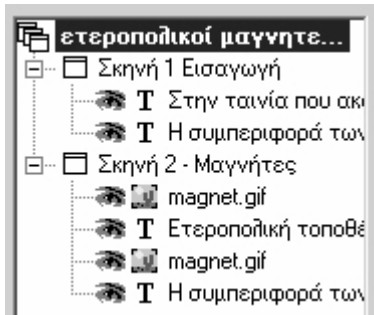 ετεροπολικοί μαγνητε...
Σκηνή 1 Εισαγωγή
T Στην ταινία που ακο
T Η συμπεριφορά των
Σκηνή 2 - Μαγνήτες
magnet.gif
T Ετεροπολική τοποθέ
magnet.gif
T Η συμπεριφορά των